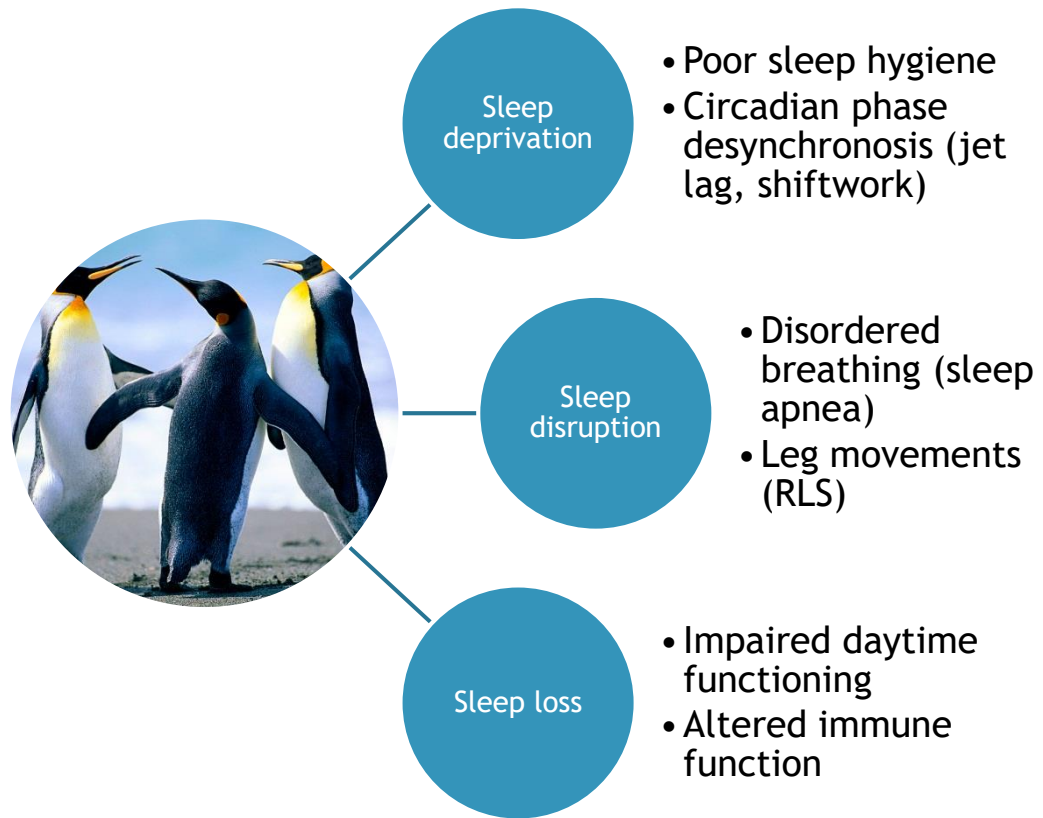 Sleep
deprivation
• Poor sleep hygiene
• Circadian phase
desynchronosis (jet
lag, shiftwork)
Sleep
disruption
• Disordered
breathing (sleep
apnea)
• Leg movements
(RLS)
Sleep loss
• Impaired daytime
functioning
• Altered immune
function